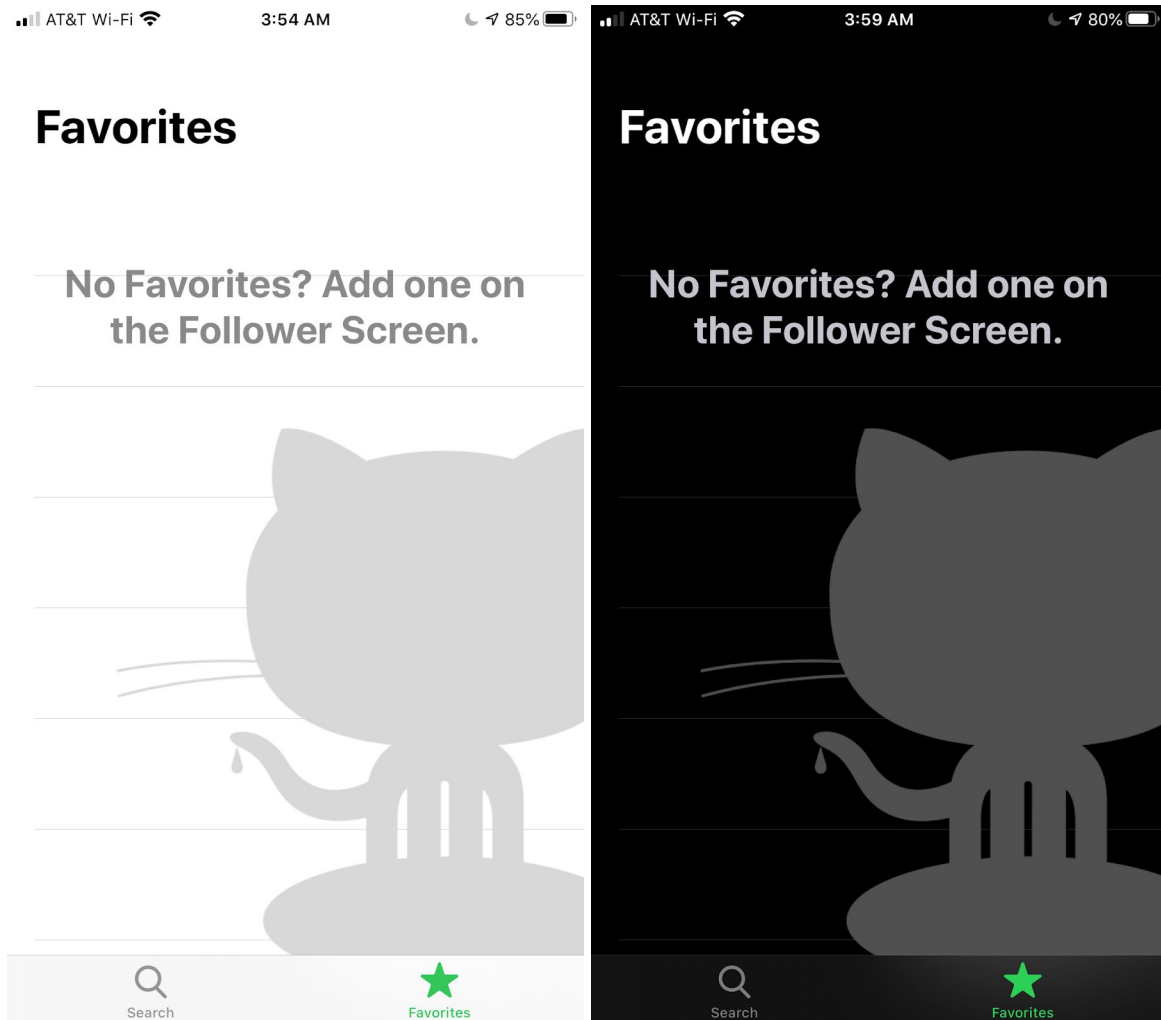 AT&T Wi-Fi 3:54 AM 85%
Favorites
No Favorites? Add one on
the Follower Screen.
Search Favorites
AT&T Wi-Fi 3:59 AM 80%
Favorites
No Favorites? Add one on
the Follower Screen.
Search Favorites